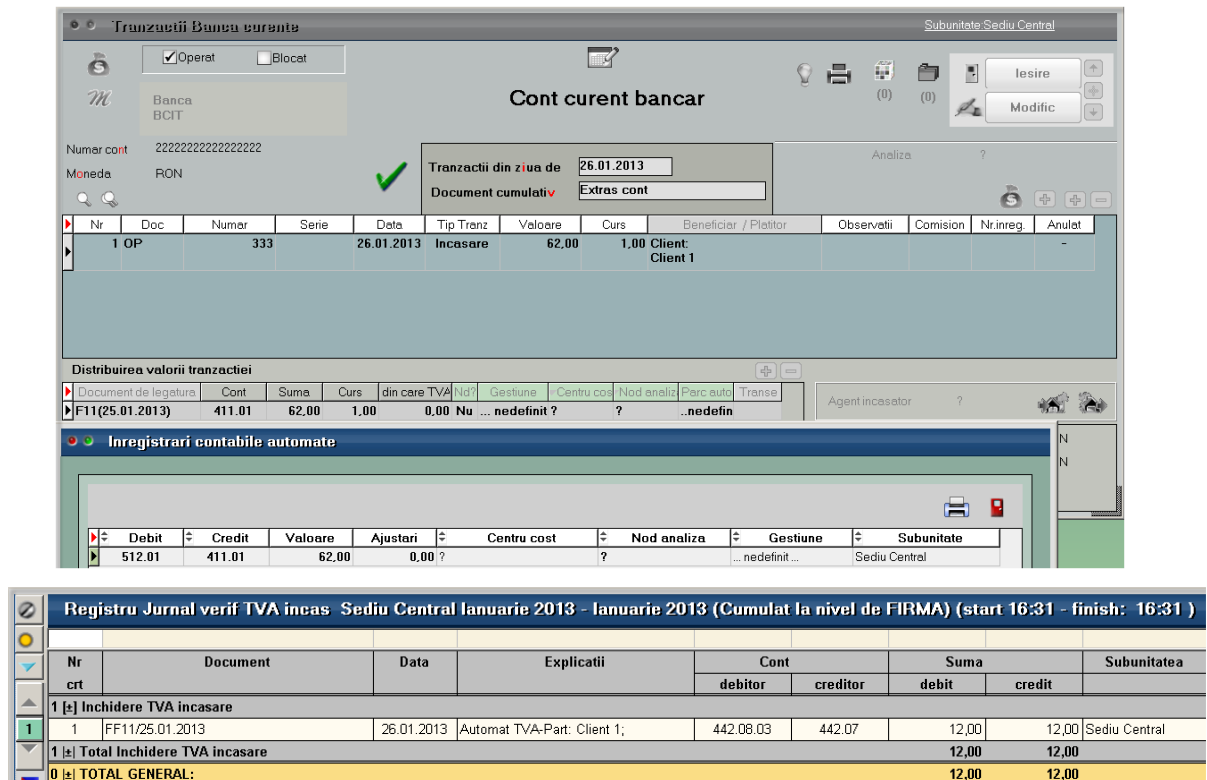 Tranzactii Banca curente Subunitate:Sediu Central
Operat Blocat
Banca
BCIT
Cont curent bancar
(0) (0)
Iesire
Modific
Numar cont 22222222222222222
Moneda RON
Tranzactii din ziua de 26.01.2013
Document cumulativ Extras cont
Analiza ?
Nr Doc Numar Serie Data Tip Tranz Valoare Curs Beneficiar / Platitor Observatii Comision Nr.inreg. Anulat
1 OP 333 26.01.2013 Incasare 62,00 1,00 Client: -
Client 1
Distribuirea valorii tranzactiei
Document de legatura Cont Suma Curs din care TVA Nd? Gestiune Centru cos Nod analiz Parc auto Transe
F11(25.01.2013) 411.01 62,00 1,00 0,00 Nu ... nedefinit ? ? ..nedefin
Agent incasator ?
Inregistrari contabile automate
N
N
Debit Credit Valoare Ajustari Centru cost Nod analiza Gestiune Subunitate
512.01 411.01 62,00 0,00 ? ? ... nedefinit ... Sediu Central
Registru Jurnal verif TVA incas Sediu Central Ianuarie 2013 - Ianuarie 2013 (Cumulat la nivel de FIRMA) (start 16:31 - finish: 16:31 )
Nr Document Data Explicatii Cont Suma Subunitatea
crt debitor creditor debit credit
1 [±] Inchidere TVA incasare
1 FF11/25.01.2013 26.01.2013 Automat TVA-Part: Client 1; 442.08.03 442.07 12,00 12,00 Sediu Central
1 |±| Total Inchidere TVA incasare 12,00 12,00
0 |±| TOTAL GENERAL: 12,00 12,00
1